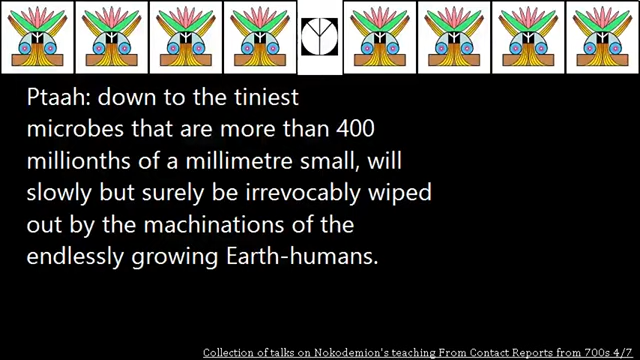 Ptaah: down to the tiniest
microbes that are more than 400
millionths of a millimetre small, will
slowly but surely be irrevocably wiped
out by the machinations of the
endlessly growing Earth-humans.
Collection of talks on Nokodemion's teaching From Contact Reports from 700s 4/7